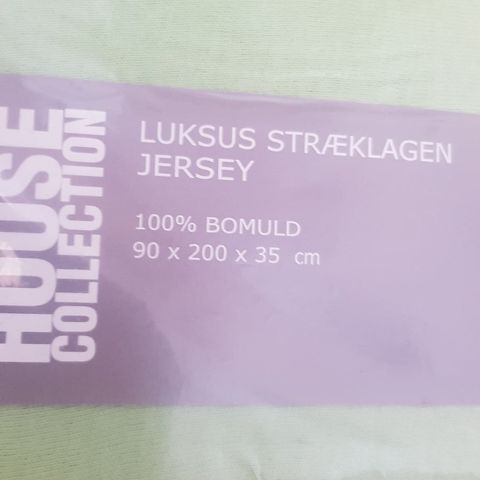 HOUSE
COLLECTION
LUKSUS STRÆKLAGEN
JERSEY
100% BOMULD
90 x 200 x 35 cm